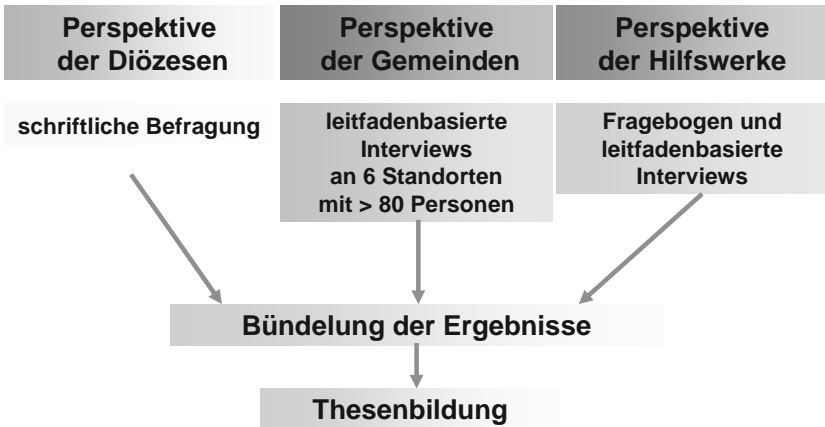 Perspektive
der Diözesen
Perspektive
der Gemeinden
Perspektive
der Hilfswerke
schriftliche Befragung
leitfadenbasierte
Interviews
an 6 Standorten
mit > 80 Personen
Fragebogen und
leitfadenbasierte
Interviews
Bündelung der Ergebnisse
Thesenbildung